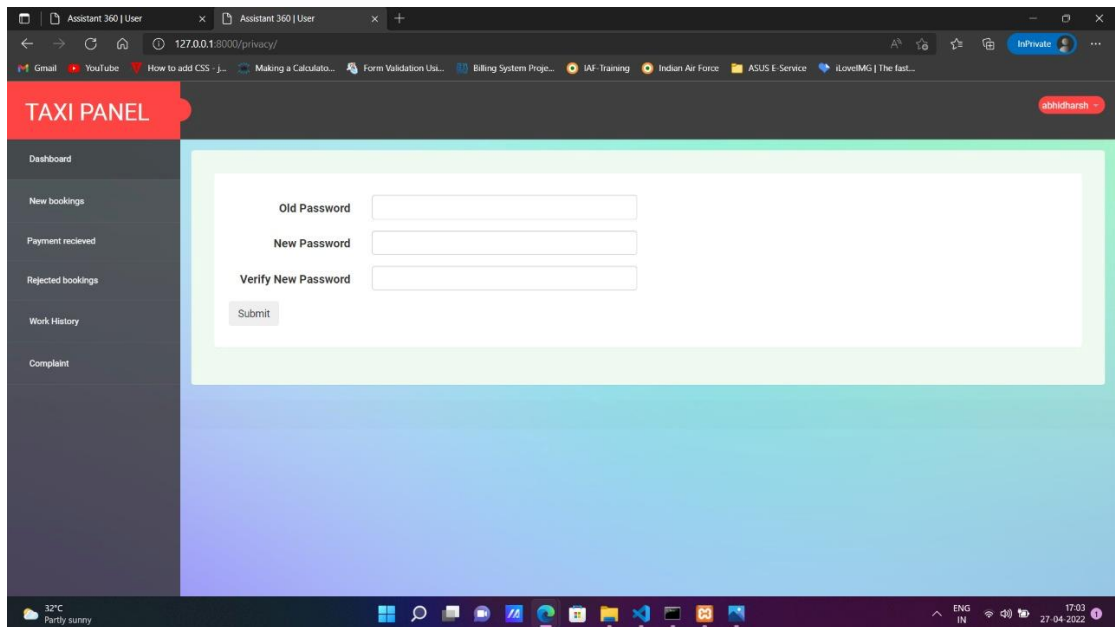 Assistant 360 | User
Assistant 360 | User
127.0.0.1:8000/privacy/
InPrivate
Gmail YouTube How to add CSS - j... Making a Calculato... Form Validation Usi... Billing System Proje... IAF-Training Indian Air Force ASUS E-Service iLoveIMG | The fast...
TAXI PANEL
abhidharsh
Dashboard
New bookings
Payment recieved
Rejected bookings
Work History
Complaint
Old Password
New Password
Verify New Password
Submit
32°C
Partly sunny
ENG
IN
17:03
27-04-2022
1